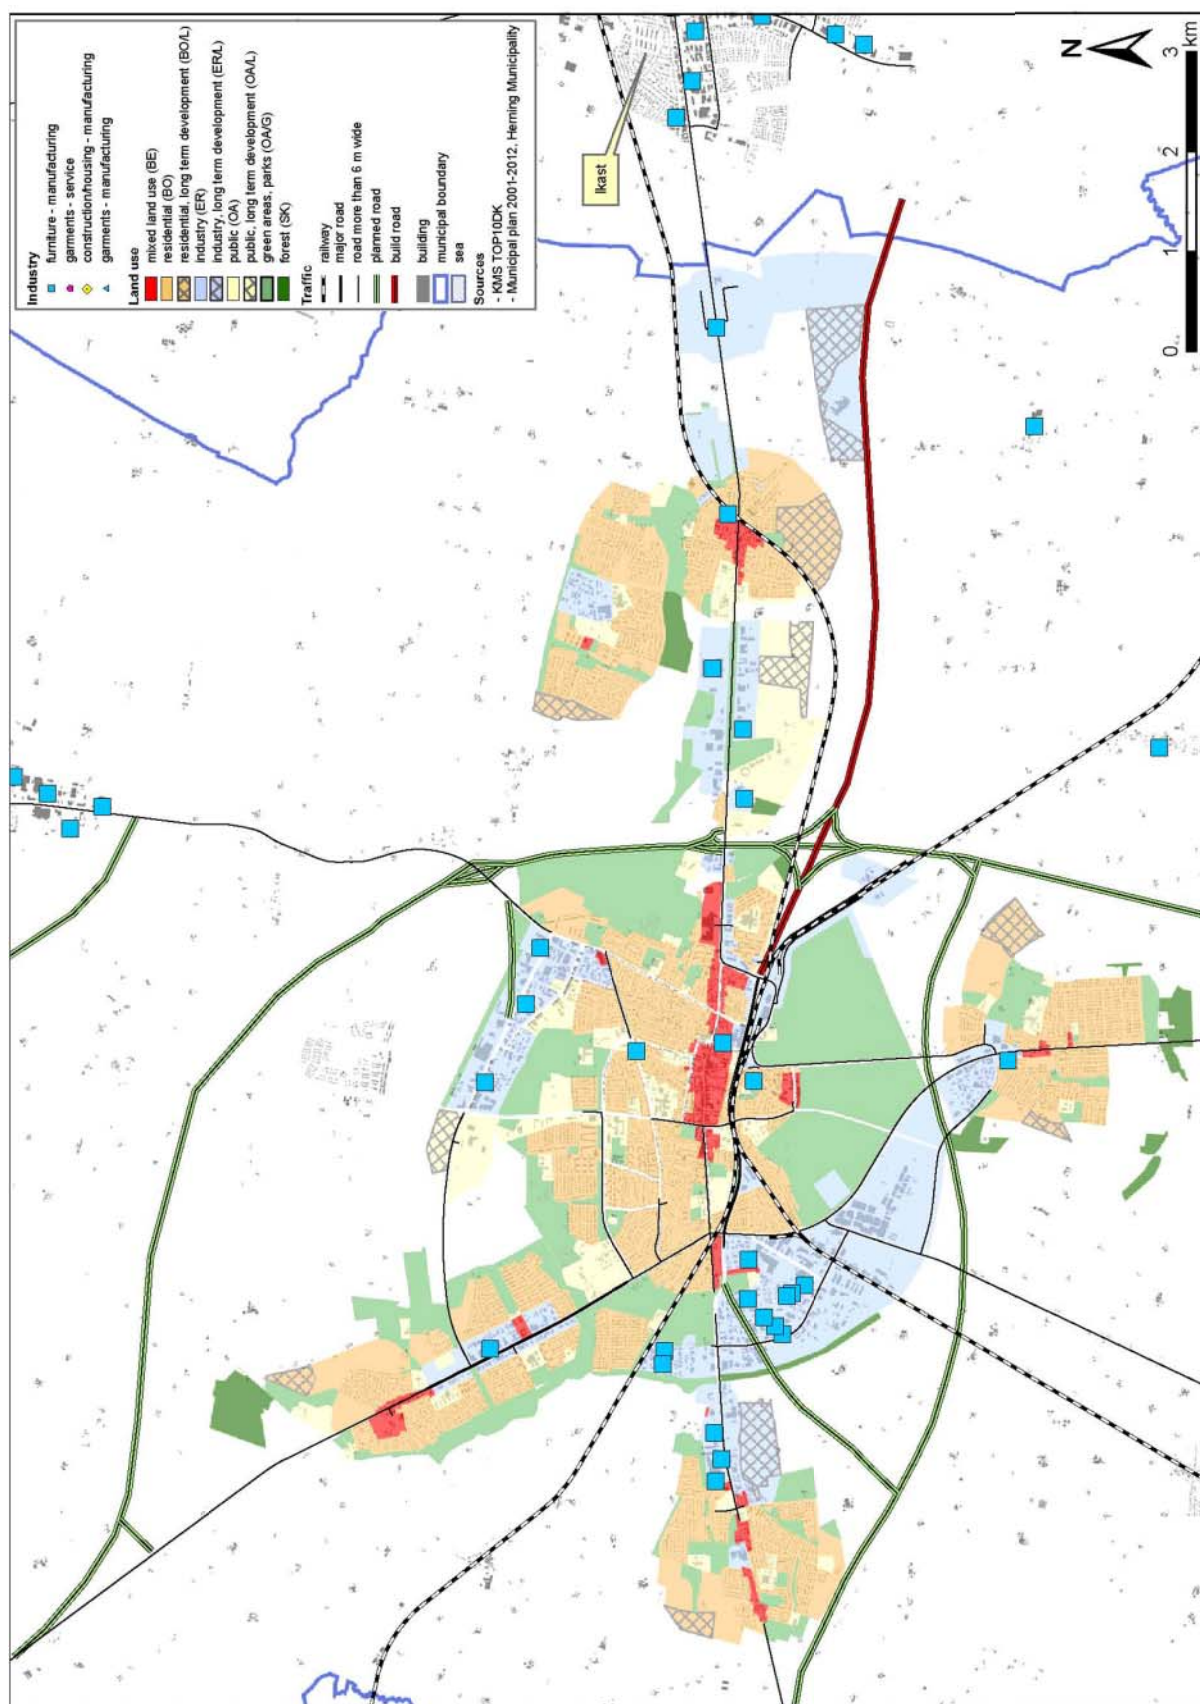 Industry
furniture - manufacturing
garments - service
construction/housing - manufacturing
garments - manufacturing
Land use
mixed land use (BE)
residential (BO)
residential, long term development (BO/L)
industry (ER)
industry, long term development (ER/L)
public (OA)
public, long term development (OA/L)
green areas, parks (OA/G)
forest (SK)
Traffic
railway
major road
road more than 6 m wide
planned road
build road
building
municipal boundary
sea
Sources
- KMS TOP10DK
- Municipal plan 2001-2012, Herning Municipality
Ikast
N
0 1 2 3
km